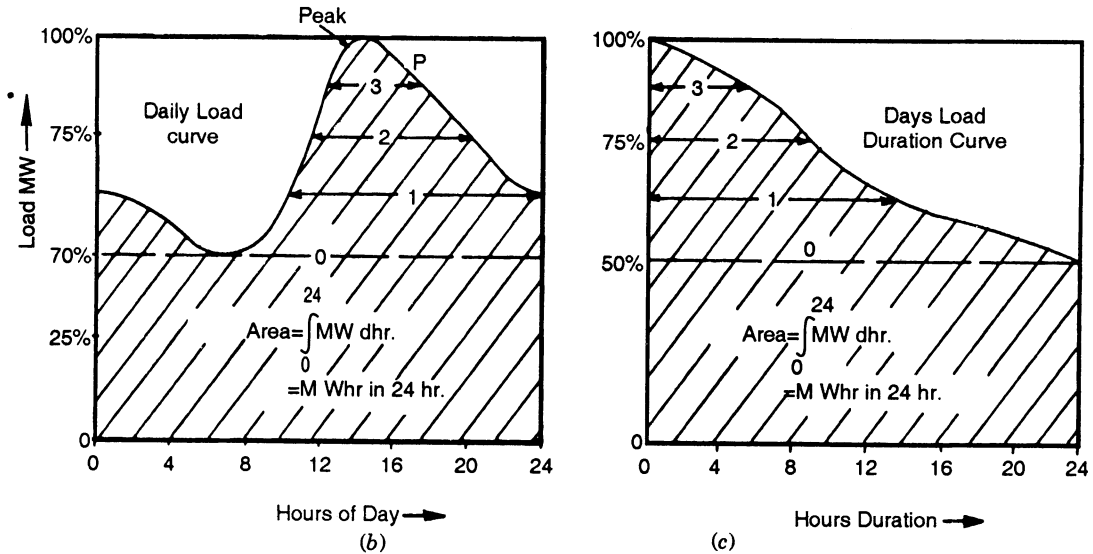 Peak
100%
P
3
Daily Load
curve
75%
2
Load MW
1
70%
0
24
Area=∫MW dhr.
0
=M Whr in 24 hr.
25%
0
0 4 8 12 16 20 24
Hours of Day
(b)
100%
3
Days Load
Duration Curve
75%
2
1
0
50%
24
Area=∫MW dhr.
0
=M Whr in 24 hr.
0
0 4 8 12 16 20 24
Hours Duration
(c)